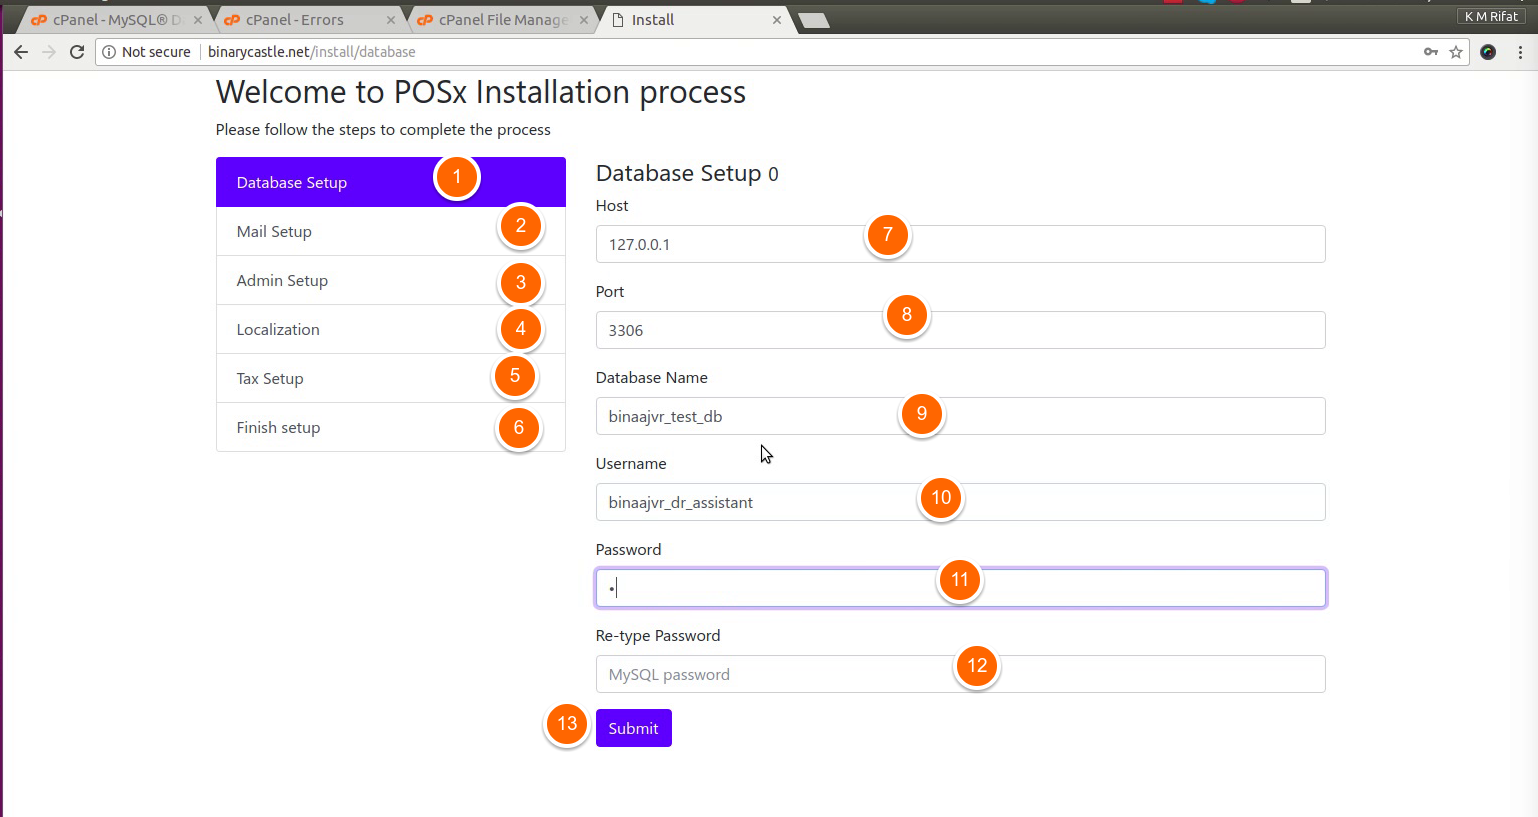 cPanel - MySQL® D
cPanel - Errors
cPanel File Manage
Install
K M Rifat
Not secure
binarycastle.net/install/database
Welcome to POSx Installation process
Please follow the steps to complete the process
Database Setup 1
Mail Setup 2
Admin Setup 3
Localization 4
Tax Setup 5
Finish setup 6
Database Setup 0
Host
127.0.0.1 7
Port
3306 8
Database Name
binaajvr_test_db 9
Username
binaajvr_dr_assistant 10
Password
• 11
Re-type Password
MySQL password 12
13 Submit